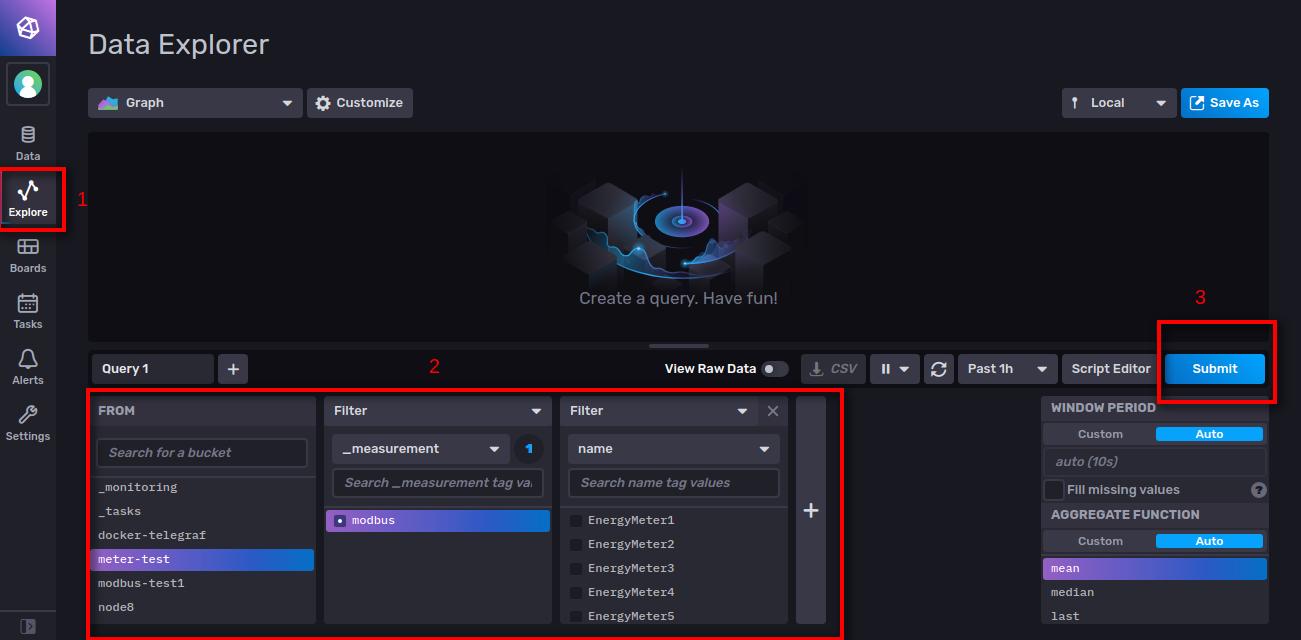 Data Explorer
Graph
Customize
Local
Save As
Data
Explore
1
Boards
Tasks
Alerts
Settings
Create a query. Have fun!
3
Query 1
+
2
View Raw Data
CSV
Past 1h
Script Editor
Submit
FROM
Search for a bucket
_monitoring
_tasks
docker-telegraf
meter-test
modbus-test1
node8
Filter
_measurement
1
Search _measurement tag va
modbus
Filter
name
Search name tag values
EnergyMeter1
EnergyMeter2
EnergyMeter3
EnergyMeter4
EnergyMeter5
+
WINDOW PERIOD
Custom
Auto
auto (10s)
Fill missing values
?
AGGREGATE FUNCTION
Custom
Auto
mean
median
last